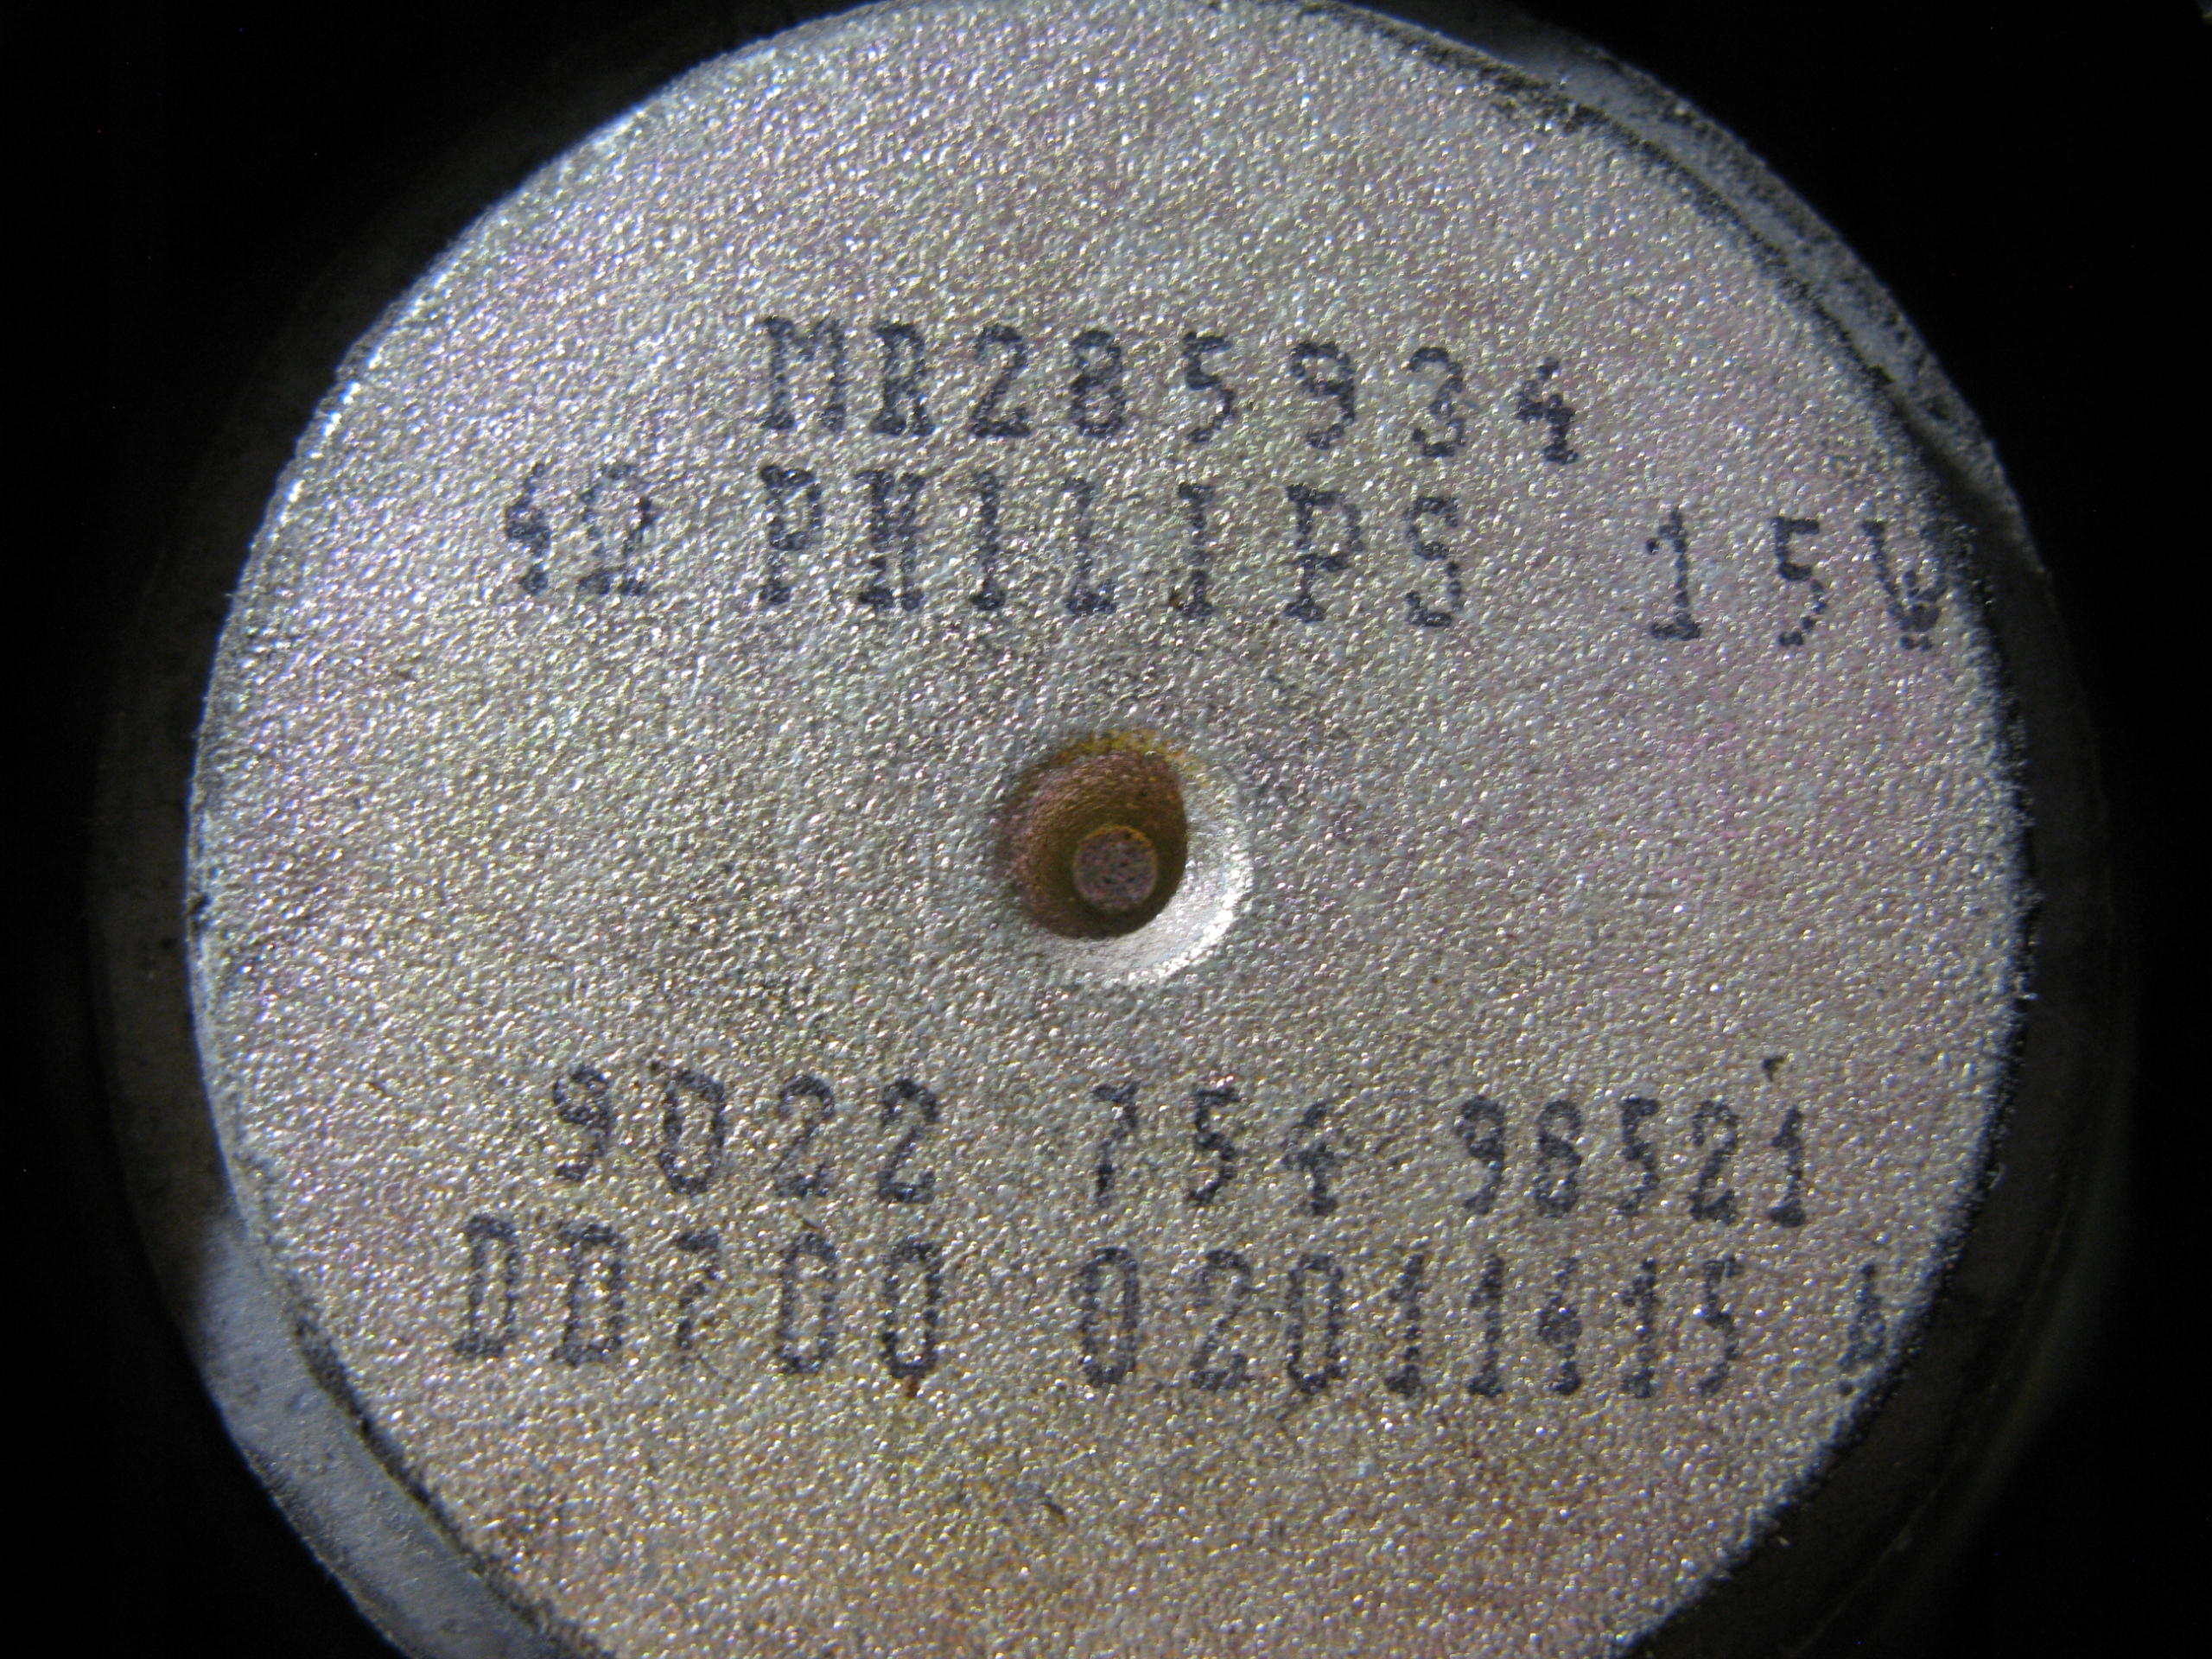 MR285934
4Ω PHILIPS 15W
9022 754 98521
DD700 02011115